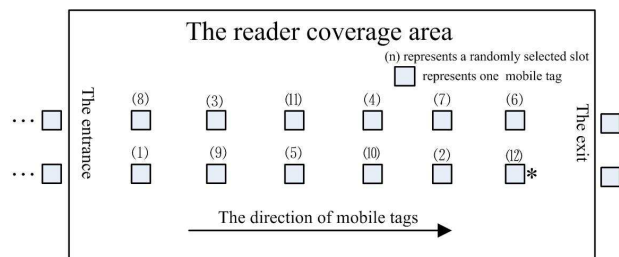 The reader coverage area
(n) represents a randomly selected slot
represents one mobile tag
The entrance
(8) (3) (11) (4) (7) (6)
... ...
(1) (9) (5) (10) (2) (12)
*
The exit
The direction of mobile tags